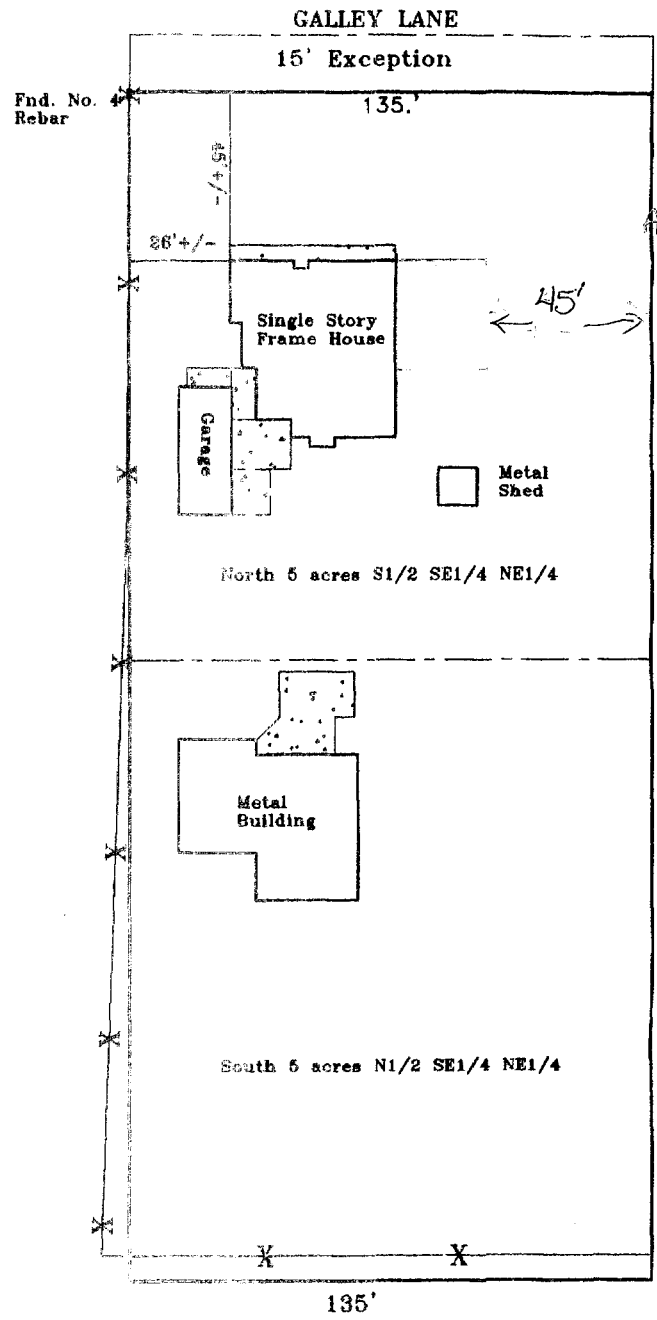 GALLEY LANE
15' Exception
Fnd. No. 4
Rebar
135.'
45'+/-
26'+/-
45'
Single Story
Frame House
Garage
Metal
Shed
North 5 acres S1/2 SE1/4 NE1/4
Metal
Building
South 5 acres N1/2 SE1/4 NE1/4
X X
135'